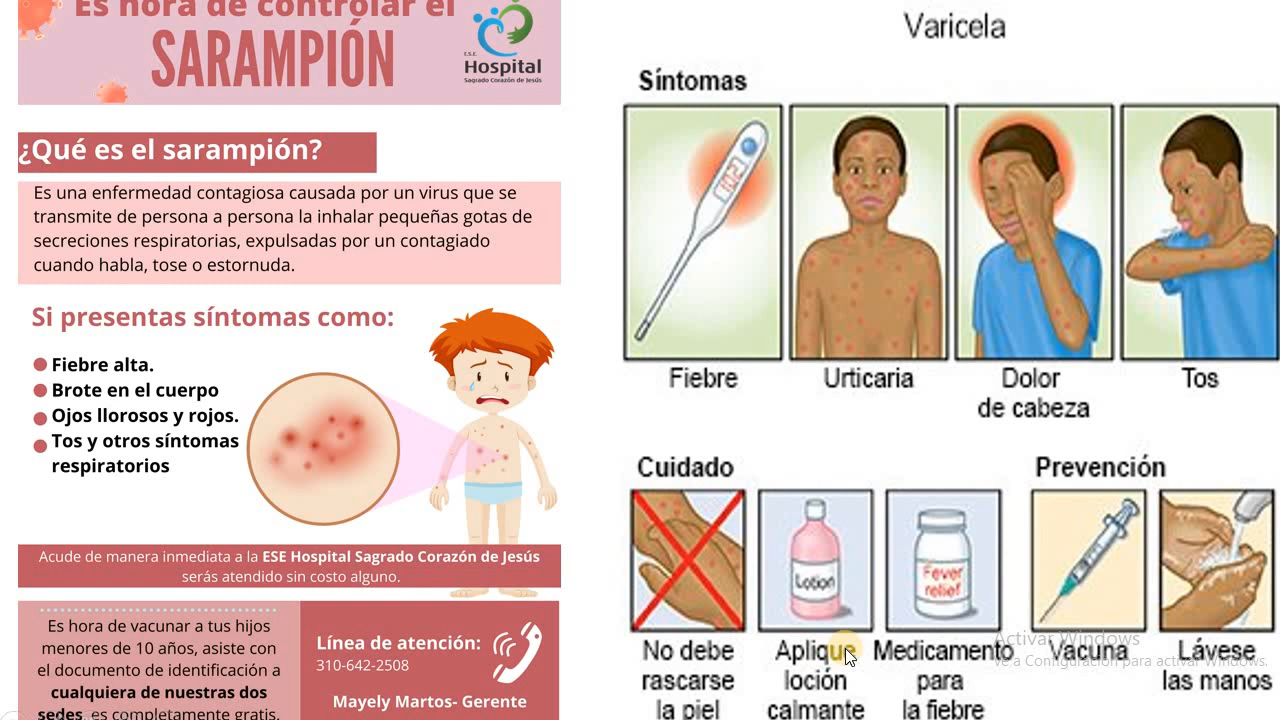 Es hora de controlar el
SARAMPIÓN
E.S.E.
Hospital
Sagrado Corazón de Jesús
¿Qué es el sarampión?
Es una enfermedad contagiosa causada por un virus que se
transmite de persona a persona la inhalar pequeñas gotas de
secreciones respiratorias, expulsadas por un contagiado
cuando habla, tose o estornuda.
Si presentas síntomas como:
Fiebre alta.
Brote en el cuerpo
Ojos llorosos y rojos.
Tos y otros síntomas
respiratorios
Acude de manera inmediata a la ESE Hospital Sagrado Corazón de Jesús
serás atendido sin costo alguno.
Es hora de vacunar a tus hijos
menores de 10 años, asiste con
el documento de identificación a
cualquiera de nuestras dos
sedes, es completamente gratis.
Línea de atención:
310-642-2508
Mayely Martos- Gerente
Varicela
Síntomas
102
Fiebre
Urticaria
Dolor
de cabeza
Tos
Cuidado
Prevención
Lotion
Fever
relief
No debe
rascarse
la piel
Aplique
loción
calmante
Medicamento
para
la fiebre
Vacuna
Lávese
las manos
Activar Windows
Ve a Configuración para activar Windows.